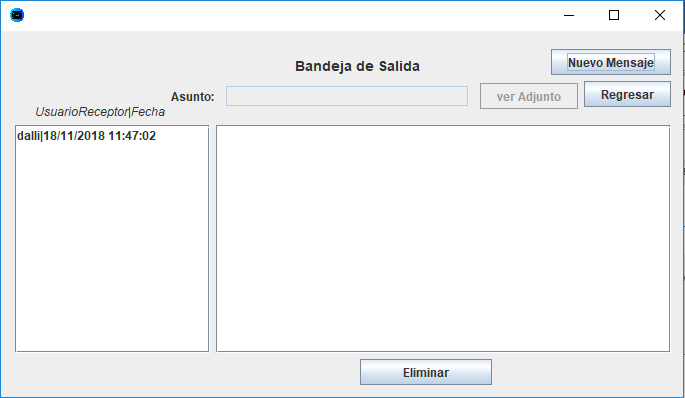 Bandeja de Salida
Nuevo Mensaje
Asunto:
ver Adjunto
Regresar
UsuarioReceptor|Fecha
dalli|18/11/2018 11:47:02
Eliminar